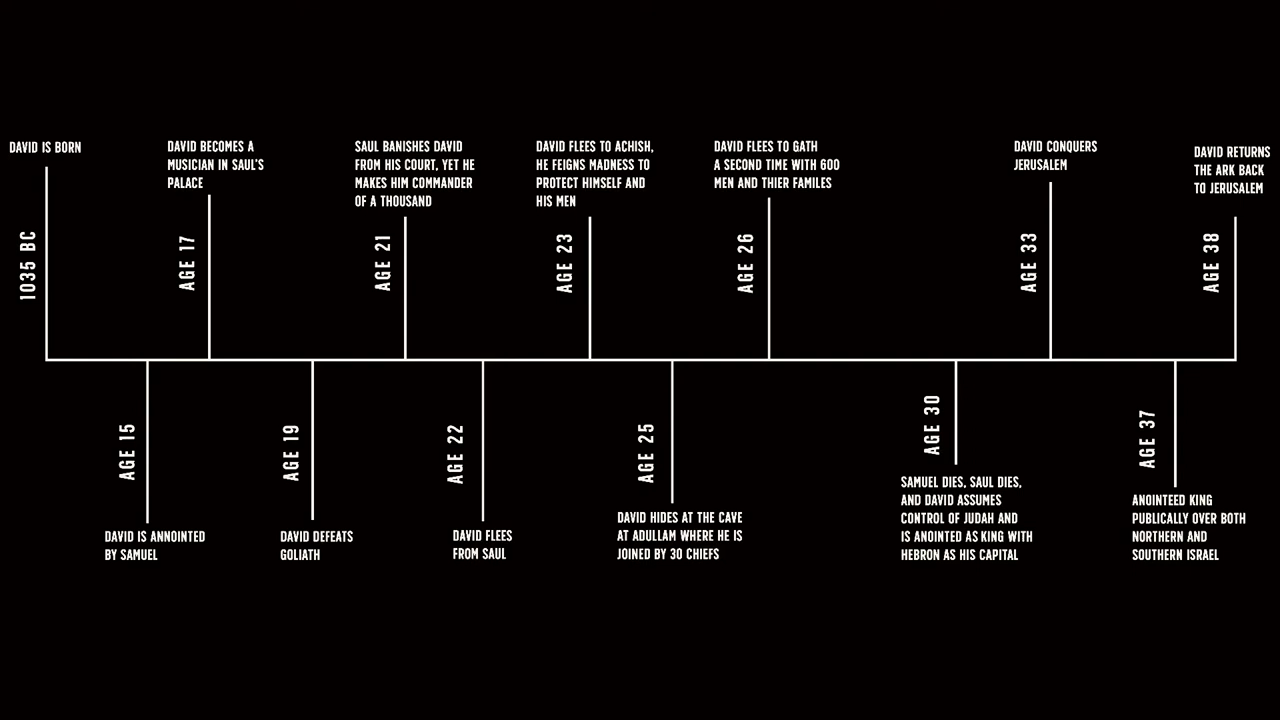 DAVID IS BORN
1035 BC
DAVID IS ANNOINTED
BY SAMUEL
AGE 15
DAVID BECOMES A
MUSICIAN IN SAUL'S
PALACE
AGE 17
DAVID DEFEATS
GOLIATH
AGE 19
SAUL BANISHES DAVID
FROM HIS COURT, YET HE
MAKES HIM COMMANDER
OF A THOUSAND
AGE 21
DAVID FLEES
FROM SAUL
AGE 22
DAVID FLEES TO ACHISH,
HE FEIGNS MADNESS TO
PROTECT HIMSELF AND
HIS MEN
AGE 23
DAVID HIDES AT THE CAVE
AT ADULLAM WHERE HE IS
JOINED BY 30 CHIEFS
AGE 25
DAVID FLEES TO GATH
A SECOND TIME WITH 600
MEN AND THIER FAMILES
AGE 26
AGE 30
SAMUEL DIES, SAUL DIES,
AND DAVID ASSUMES
CONTROL OF JUDAH AND
IS ANOINTED AS KING WITH
HEBRON AS HIS CAPITAL
DAVID CONQUERS
JERUSALEM
AGE 33
AGE 37
ANOINTEED KING
PUBLICALLY OVER BOTH
NORTHERN AND
SOUTHERN ISRAEL
DAVID RETURNS
THE ARK BACK
TO JERUSALEM
AGE 38